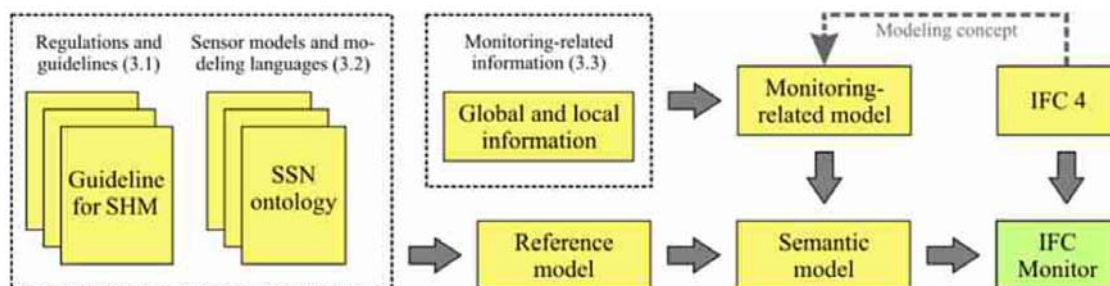 Regulations and
guidelines (3.1)
Sensor models and mo-
deling languages (3.2)
Guideline
for SHM
SSN
ontology
Monitoring-related
information (3.3)
Global and local
information
Modeling concept
Monitoring-
related model
IFC 4
Reference
model
Semantic
model
IFC
Monitor